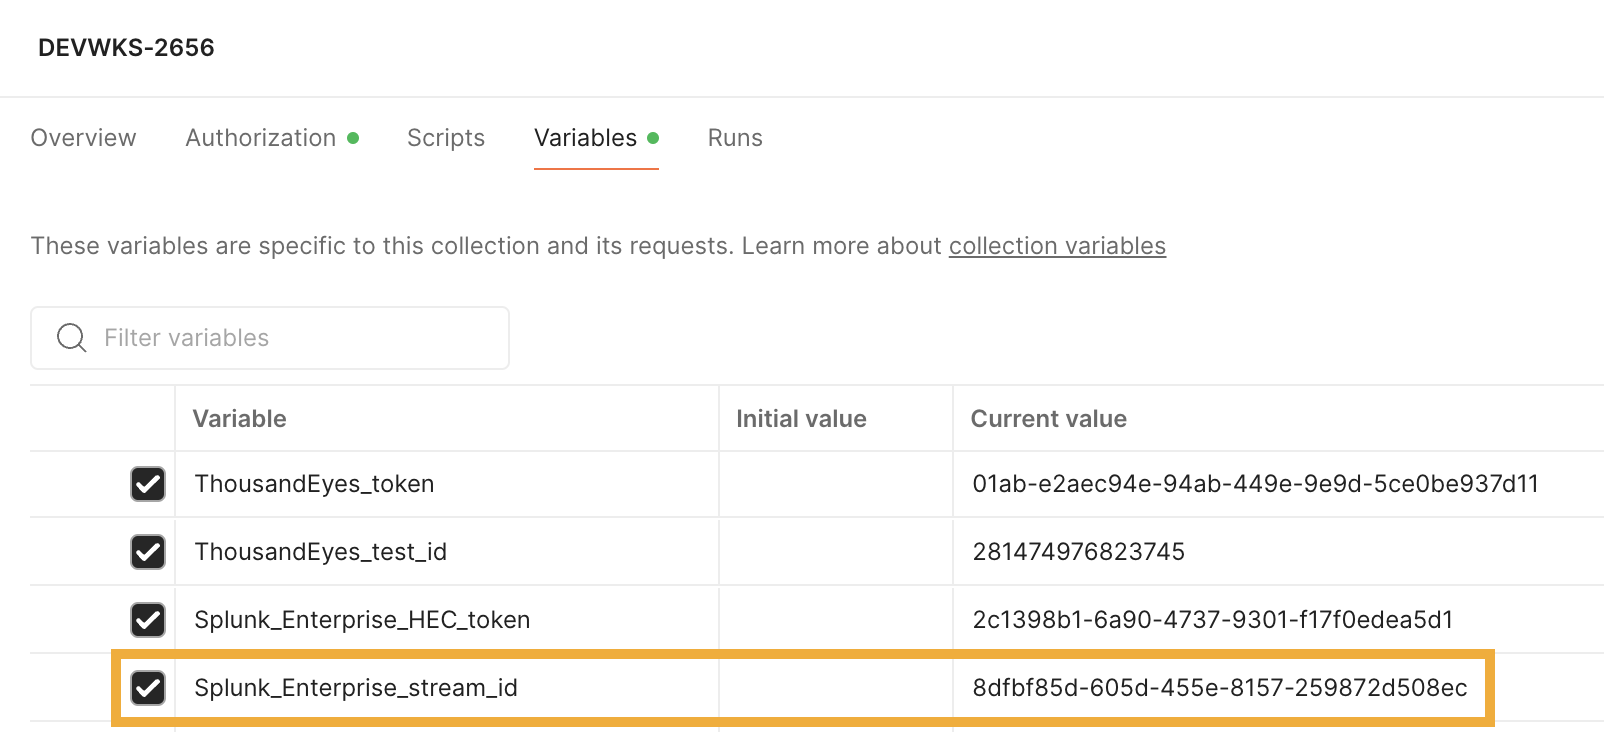 DEVWKS-2656
Overview Authorization Scripts Variables Runs
These variables are specific to this collection and its requests. Learn more about collection variables
Filter variables
Variable Initial value Current value
ThousandEyes_token 01ab-e2aec94e-94ab-449e-9e9d-5ce0be937d11
ThousandEyes_test_id 281474976823745
Splunk_Enterprise_HEC_token 2c1398b1-6a90-4737-9301-f17f0edea5d1
Splunk_Enterprise_stream_id 8dfbf85d-605d-455e-8157-259872d508ec